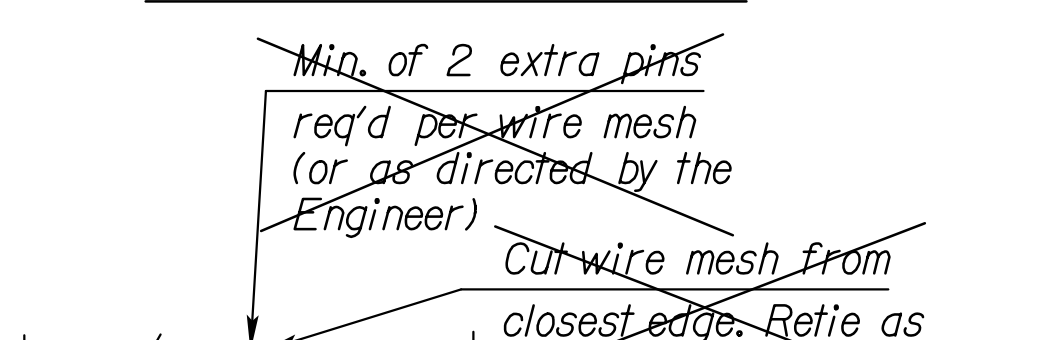 Min. of 2 extra pins
req'd per wire mesh
(or as directed by the
Engineer)
Cut wire mesh from
closest edge. Retie as